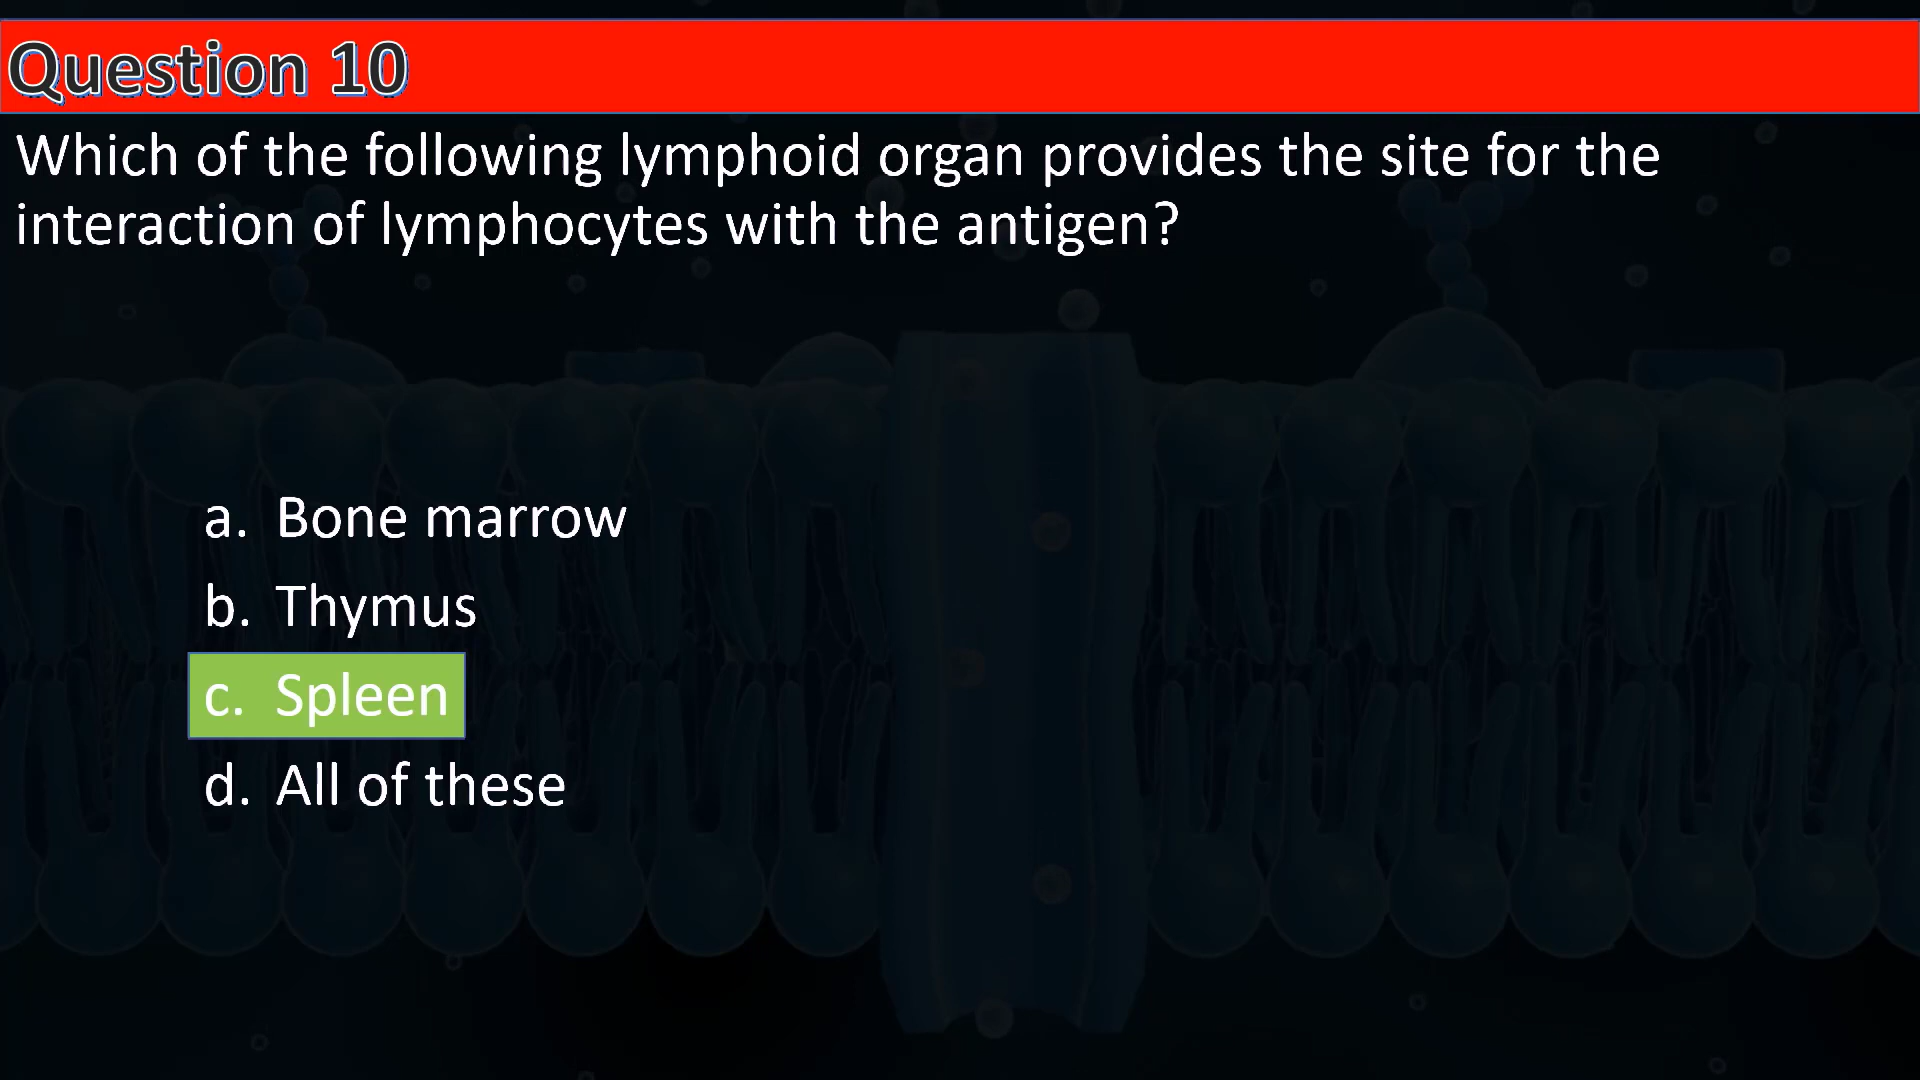 Question 10
Which of the following lymphoid organ provides the site for the
interaction of lymphocytes with the antigen?
a. Bone marrow
b. Thymus
c. Spleen
d. All of these